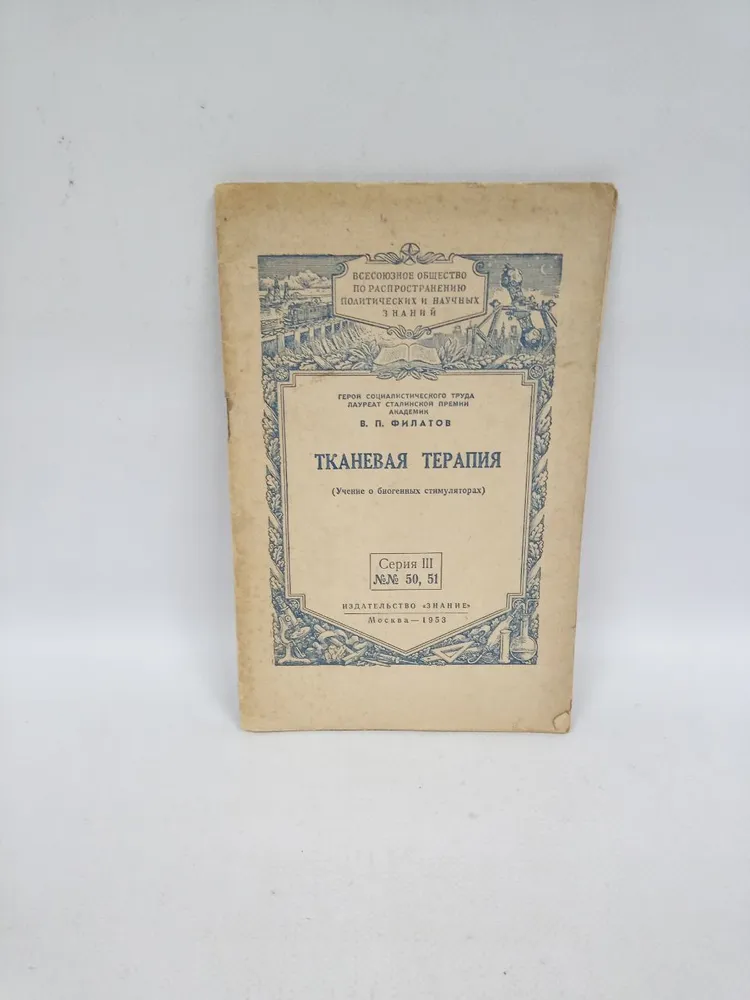 ВСЕСОЮЗНОЕ ОБЩЕСТВО
ПО РАСПРОСТРАНЕНИЮ
ПОЛИТИЧЕСКИХ И НАУЧНЫХ
ЗНАНИЙ
ГЕРОЙ СОЦИАЛИСТИЧЕСКОГО ТРУДА
ЛАУРЕАТ СТАЛИНСКОЙ ПРЕМИИ
АКАДЕМИК
В. П. ФИЛАТОВ
ТКАНЕВАЯ ТЕРАПИЯ
(Учение о биогенных стимуляторах)
Серия III
№№ 50, 51
ИЗДАТЕЛЬСТВО «ЗНАНИЕ»
Москва — 1953